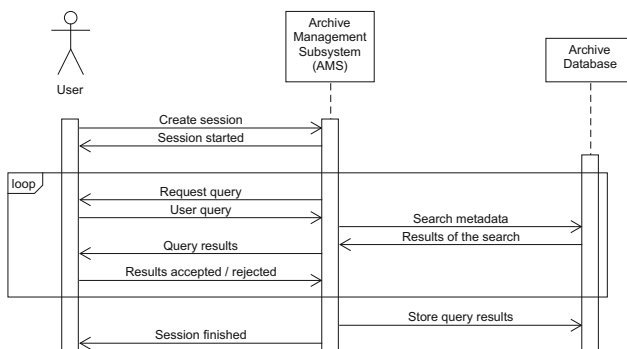 Archive
Management
Subsystem
(AMS)
Archive
Database
User
Create session
Session started
loop
Request query
User query
Search metadata
Results of the search
Query results
Results accepted / rejected
Store query results
Session finished